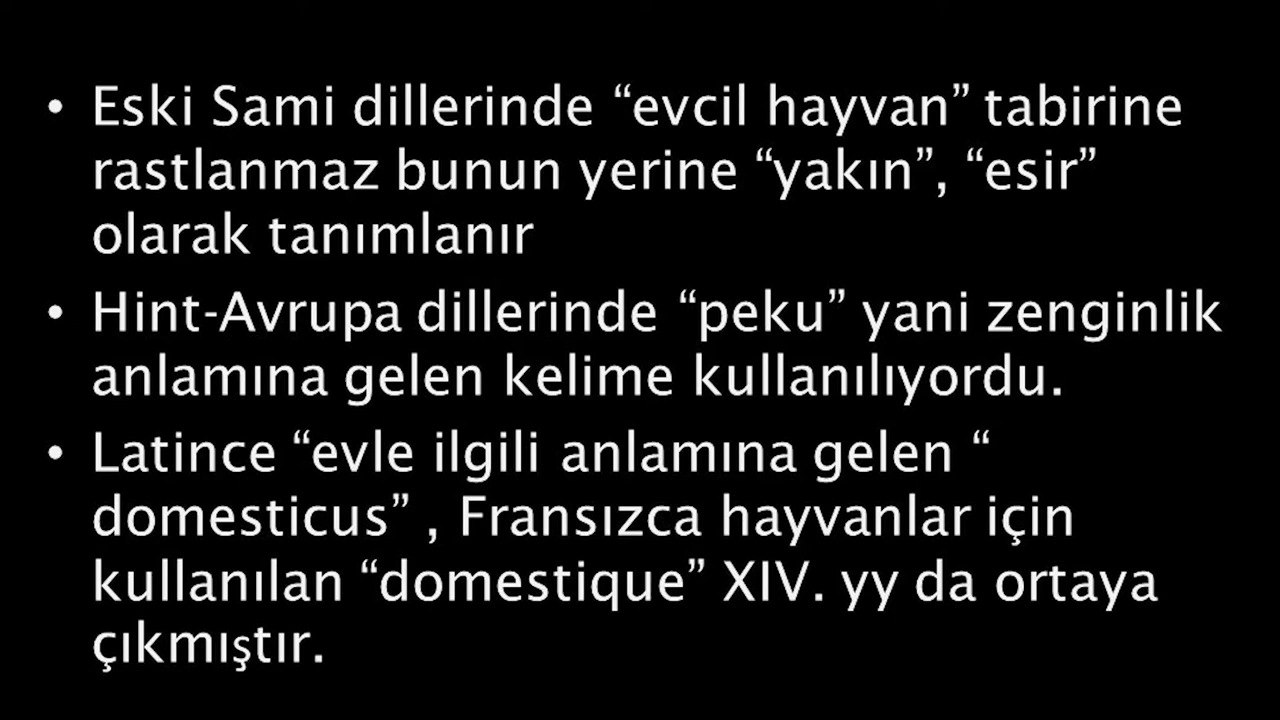 • Eski Sami dillerinde “evcil hayvan” tabirine
rastlanmaz bunun yerine “yakın”, “esir”
olarak tanımlanır
• Hint-Avrupa dillerinde “peku” yani zenginlik
anlamına gelen kelime kullanılıyordu.
• Latince “evle ilgili anlamına gelen “
domesticus” , Fransızca hayvanlar için
kullanılan “domestique” XIV. yy da ortaya
çıkmıştır.